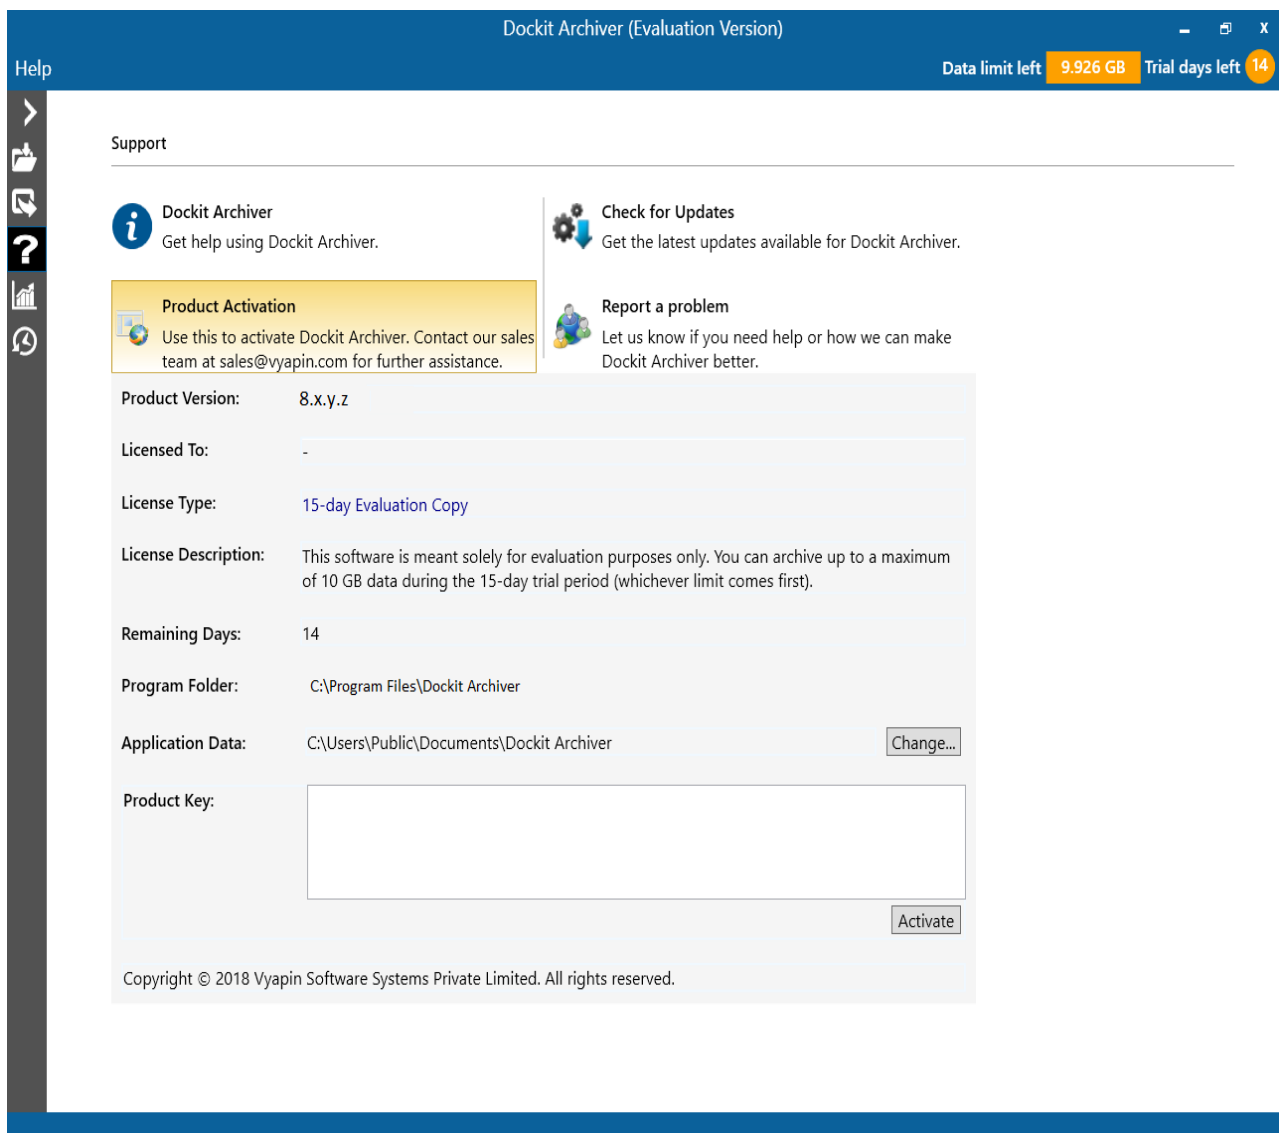 Dockit Archiver (Evaluation Version)
X
Help
Data limit left 9.926 GB Trial days left 14
Support
Dockit Archiver
Get help using Dockit Archiver.
Check for Updates
Get the latest updates available for Dockit Archiver.
Product Activation
Use this to activate Dockit Archiver. Contact our sales
team at sales@vyapin.com for further assistance.
Report a problem
Let us know if you need help or how we can make
Dockit Archiver better.
Product Version: 8.x.y.z
Licensed To: -
License Type: 15-day Evaluation Copy
License Description: This software is meant solely for evaluation purposes only. You can archive up to a maximum
of 10 GB data during the 15-day trial period (whichever limit comes first).
Remaining Days: 14
Program Folder: C:\Program Files\Dockit Archiver
Application Data: C:\Users\Public\Documents\Dockit Archiver Change...
Product Key:
Activate
Copyright © 2018 Vyapin Software Systems Private Limited. All rights reserved.